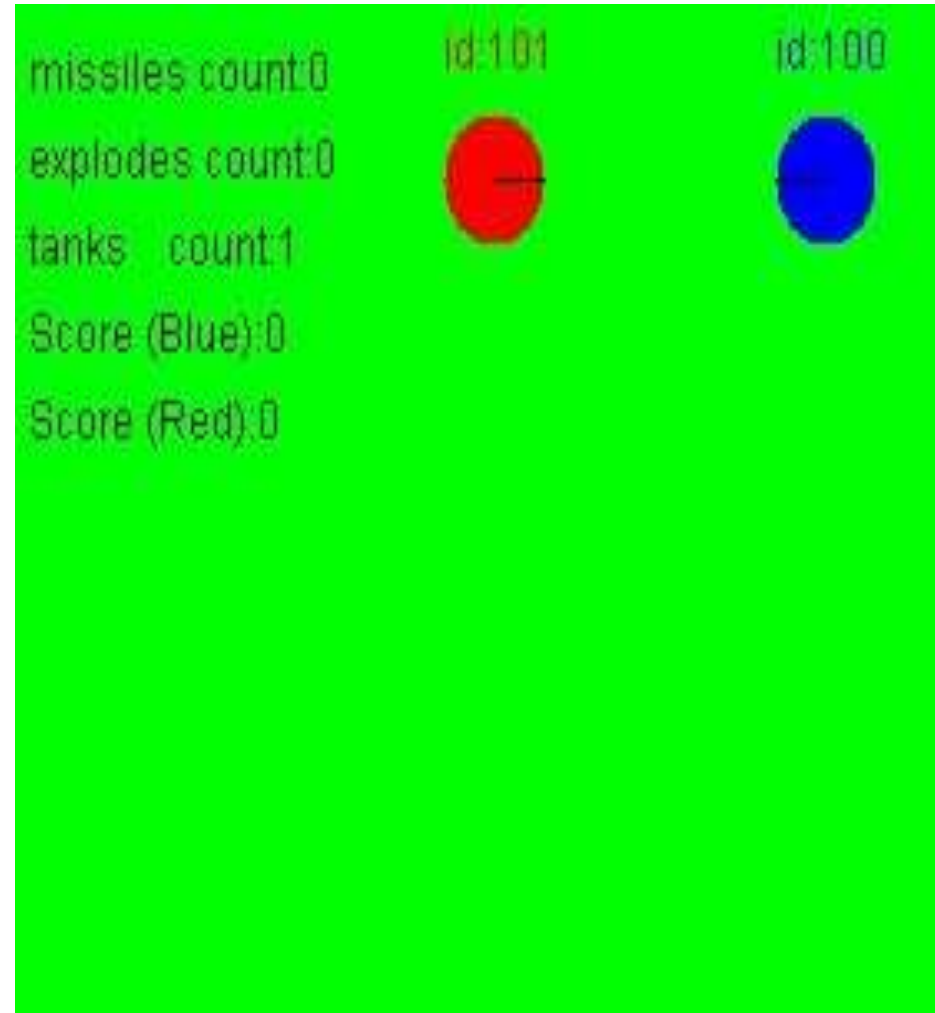 missiles count:0
explodes count:0
tanks count:1
Score (Blue):0
Score (Red):0
id:101
id:100